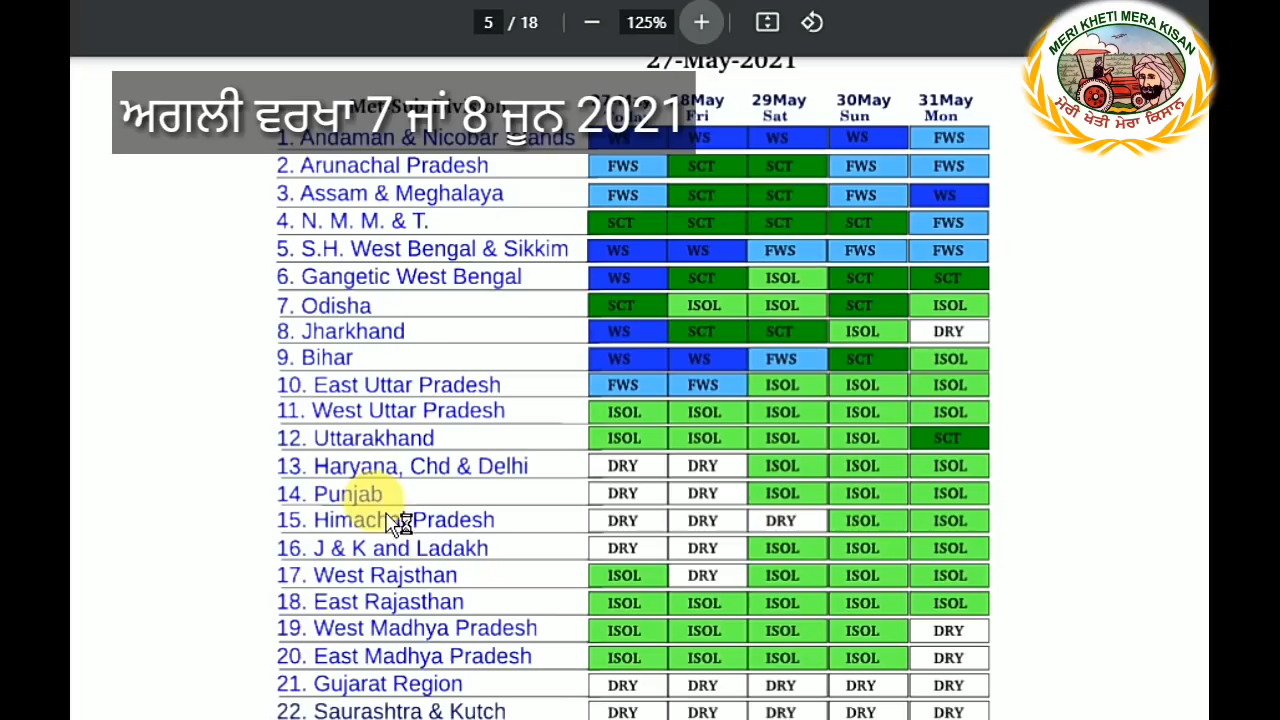 5 / 18 125%
MERI KHETI MERA KISAN
ਮੇਰੀ ਖੇਤੀ ਮੇਰਾ ਕਿਸਾਨ
27-May-2021
ਅਗਲੀ ਵਰਖਾ 7 ਜਾਂ 8 ਜੂਨ 2021
29May 30May 31May
Fri Sat Sun Mon
1. Andaman & Nicobar Islands WS WS WS FWS
2. Arunachal Pradesh FWS SCT SCT FWS FWS
3. Assam & Meghalaya FWS SCT SCT FWS WS
4. N. M. M. & T. SCT SCT SCT SCT FWS
5. S.H. West Bengal & Sikkim WS WS FWS FWS FWS
6. Gangetic West Bengal WS SCT ISOL SCT SCT
7. Odisha SCT ISOL ISOL SCT ISOL
8. Jharkhand WS SCT SCT ISOL DRY
9. Bihar WS WS FWS SCT ISOL
10. East Uttar Pradesh FWS FWS ISOL ISOL ISOL
11. West Uttar Pradesh ISOL ISOL ISOL ISOL ISOL
12. Uttarakhand ISOL ISOL ISOL ISOL SCT
13. Haryana, Chd & Delhi DRY DRY ISOL ISOL ISOL
14. Punjab DRY DRY ISOL ISOL ISOL
15. Himachal Pradesh DRY DRY DRY ISOL ISOL
16. J & K and Ladakh DRY DRY ISOL ISOL ISOL
17. West Rajsthan ISOL DRY ISOL ISOL ISOL
18. East Rajasthan ISOL ISOL ISOL ISOL ISOL
19. West Madhya Pradesh ISOL ISOL ISOL ISOL DRY
20. East Madhya Pradesh ISOL ISOL ISOL ISOL DRY
21. Gujarat Region DRY DRY DRY DRY DRY
22. Saurashtra & Kutch DRY DRY DRY DRY DRY